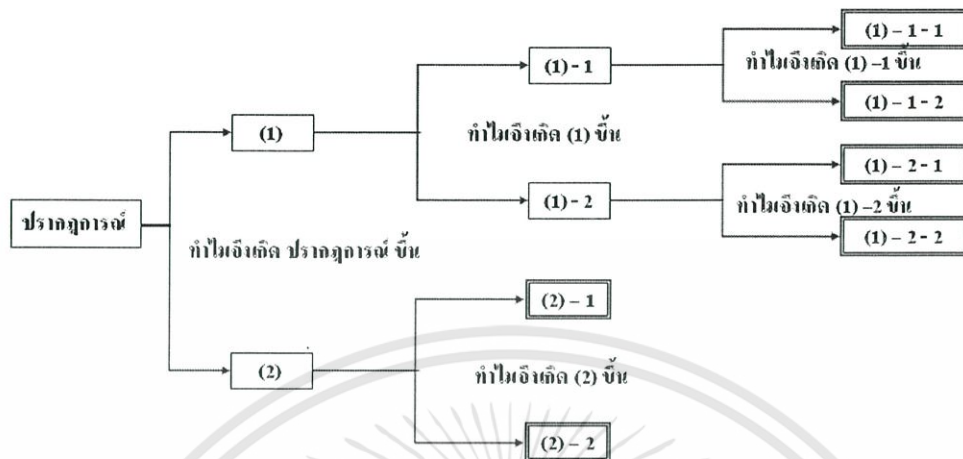 (1) – 1 - 1
(1) - 1
ทำไมจึงเกิด (1) –1 ขึ้น
(1) – 1 - 2
(1)
ทำไมจึงเกิด (1) ขึ้น
(1) – 2 - 1
(1) - 2
ทำไมจึงเกิด (1) –2 ขึ้น
(1) – 2 - 2
ปรากฎการณ์
ทำไมจึงเกิด ปรากฎการณ์ ขึ้น
(2) – 1
(2)
ทำไมจึงเกิด (2) ขึ้น
(2) – 2